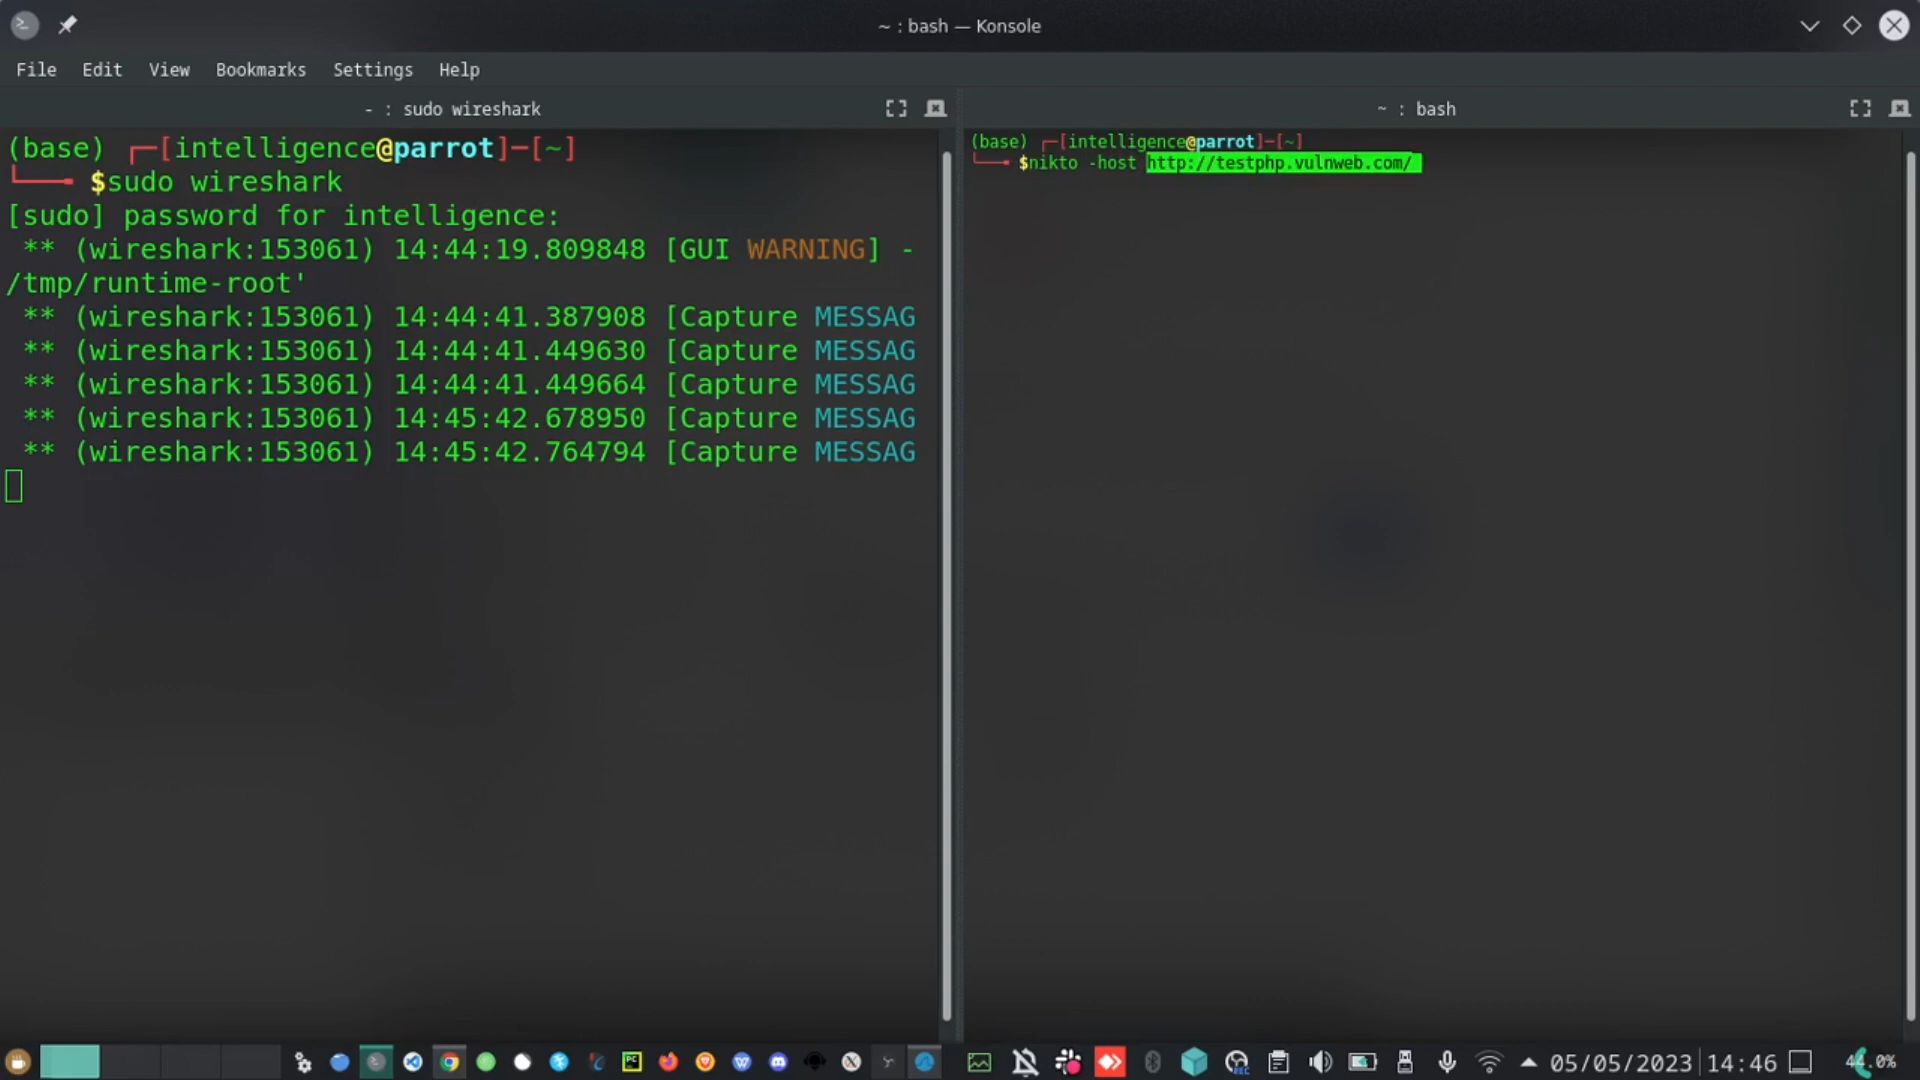 ~ : bash — Konsole
File Edit View Bookmarks Settings Help
- : sudo wireshark
(base) ┌─[intelligence@parrot]─[~]
└──╼ $sudo wireshark
[sudo] password for intelligence:
** (wireshark:153061) 14:44:19.809848 [GUI WARNING] -
/tmp/runtime-root'
** (wireshark:153061) 14:44:41.387908 [Capture MESSAG
** (wireshark:153061) 14:44:41.449630 [Capture MESSAG
** (wireshark:153061) 14:44:41.449664 [Capture MESSAG
** (wireshark:153061) 14:45:42.678950 [Capture MESSAG
** (wireshark:153061) 14:45:42.764794 [Capture MESSAG
~ : bash
(base) ┌─[intelligence@parrot]─[~]
└──╼ $nikto -host http://testphp.vulnweb.com/
05/05/2023 14:46 44.0%